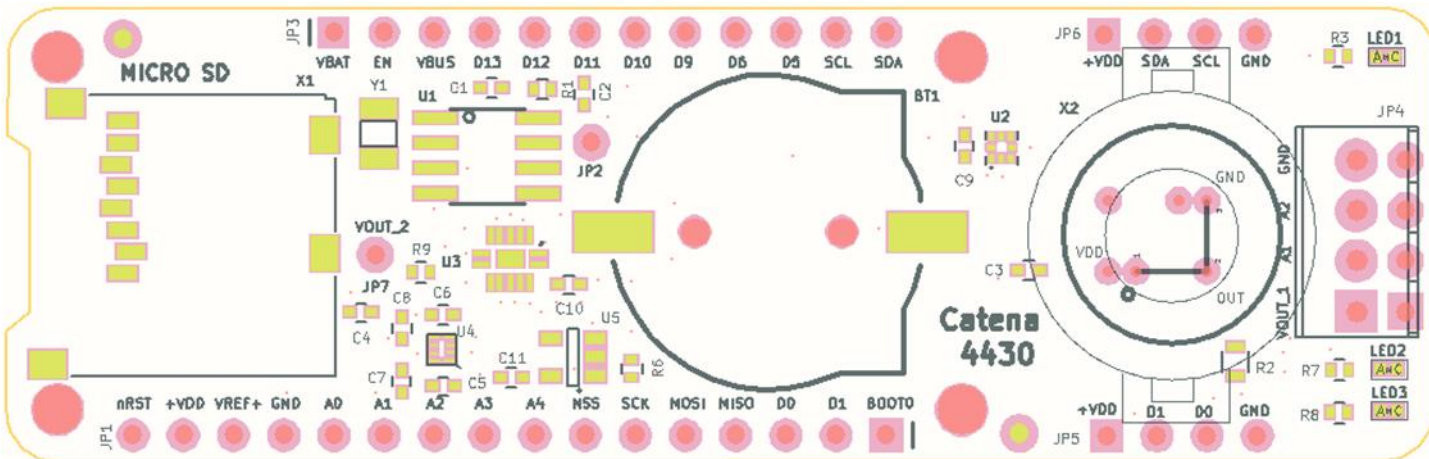 JP3
VBAT EN VBUS D13 D12 D11 D10 D9 D6 D5 SCL SDA
JP6
+VDD SDA SCL GND
R3
LED1
A C
MICRO SD
X1
Y1
U1
R1
C2
BT1
U2
X2
JP4
JP2
C9
GND
GND
A2
A1
VOUT_1
VOUT_2
U3
R9
VDD
C3
OUT
JP7
C8
C6
C10
C4
U4
U5
Catena
4430
C11
R6
C7
C5
R2
R7
LED2
A C
R8
LED3
A C
nRST +VDD VREF+ GND A0 A1 A2 A3 A4 NSS SCK MOSI MISO D0 D1 BOOT0
JP1
+VDD D1 D0 GND
JP5